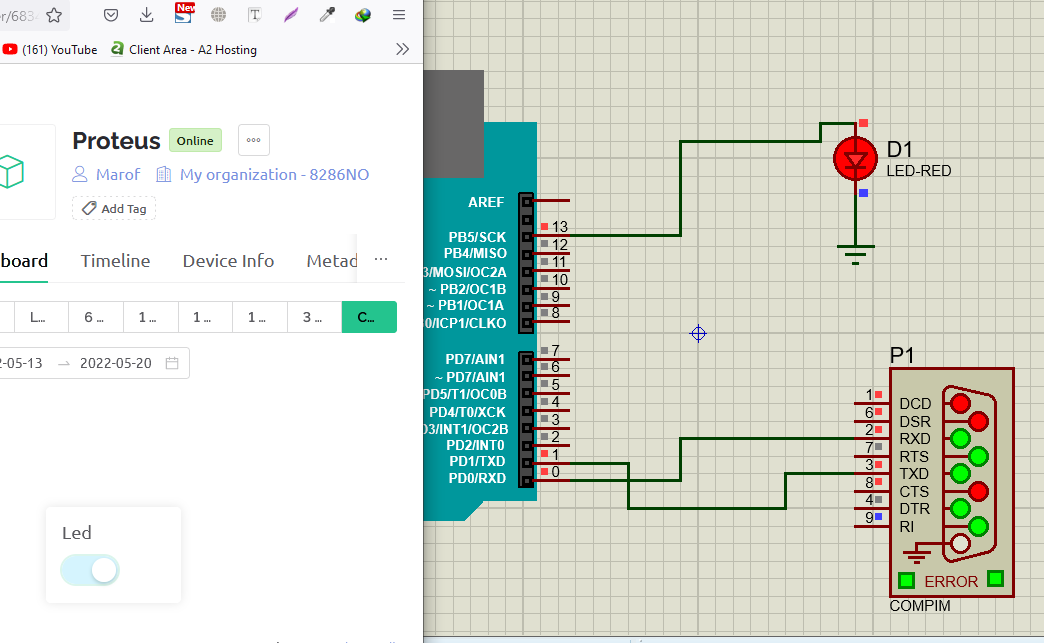 er/683
New
(161) YouTube
Client Area - A2 Hosting
Proteus
Online
Marof
My organization - 8286NO
Add Tag
board
Timeline
Device Info
Metad
L...
6 ...
1 ...
1 ...
1 ...
3 ...
C...
2-05-13 → 2022-05-20
Led
AREF
PB5/SCK
PB4/MISO
3/MOSI/OC2A
~ PB2/OC1B
~ PB1/OC1A
0/ICP1/CLKO
13
12
11
10
9
8
PD7/AIN1
~ PD7/AIN1
PD5/T1/OC0B
PD4/T0/XCK
D3/INT1/OC2B
PD2/INT0
PD1/TXD
PD0/RXD
7
6
5
4
3
2
1
0
D1
LED-RED
P1
1 DCD
6 DSR
2 RXD
7 RTS
3 TXD
8 CTS
4 DTR
9 RI
ERROR
COMPIM